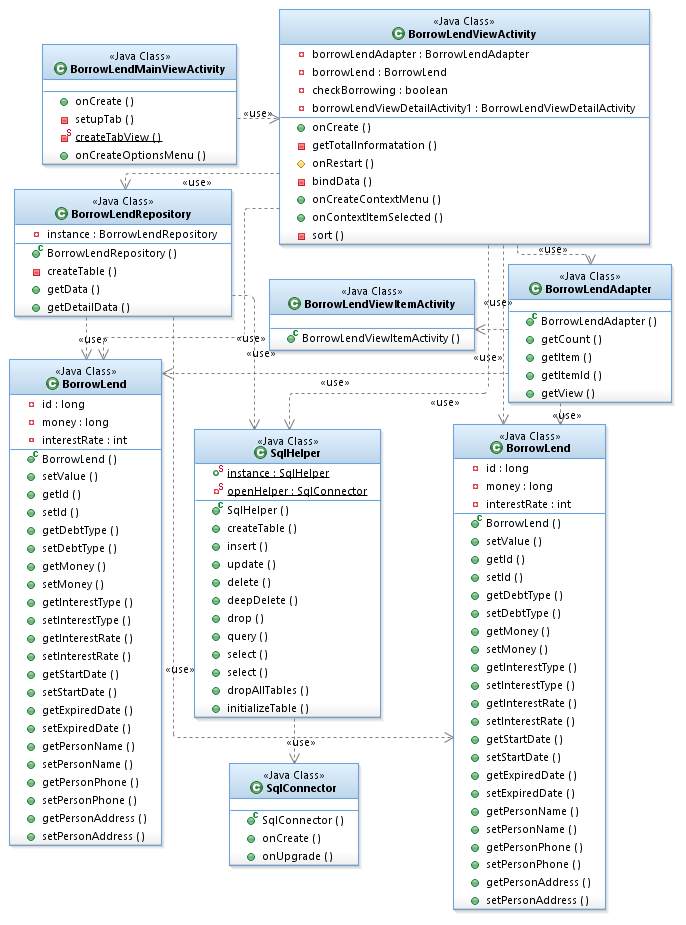 «Java Class»
BorrowLendMainViewActivity
onCreate ( )
setupTab ( )
createTabView ( )
onCreateOptionsMenu ( )
«use»
«Java Class»
BorrowLendViewActivity
borrowLendAdapter : BorrowLendAdapter
borrowLend : BorrowLend
checkBorrowing : boolean
borrowLendViewDetailActivity1 : BorrowLendViewDetailActivity
onCreate ( )
getTotalInformatation ( )
onRestart ( )
bindData ( )
onCreateContextMenu ( )
onContextItemSelected ( )
sort ( )
«use»
«Java Class»
BorrowLendRepository
instance : BorrowLendRepository
BorrowLendRepository ( )
createTable ( )
getData ( )
getDetailData ( )
«use»
«Java Class»
BorrowLendViewItemActivity
BorrowLendViewItemActivity ( )
«use»
«Java Class»
BorrowLendAdapter
BorrowLendAdapter ( )
getCount ( )
getItem ( )
getItemId ( )
getView ( )
«use»
«use»
«use»
«use»
«use»
«use»
«use»
«Java Class»
BorrowLend
id : long
money : long
interestRate : int
BorrowLend ( )
setValue ( )
getId ( )
setId ( )
getDebtType ( )
setDebtType ( )
getMoney ( )
setMoney ( )
getInterestType ( )
setInterestType ( )
getInterestRate ( )
setInterestRate ( )
getStartDate ( )
setStartDate ( )
getExpiredDate ( )
setExpiredDate ( )
getPersonName ( )
setPersonName ( )
getPersonPhone ( )
setPersonPhone ( )
getPersonAddress ( )
setPersonAddress ( )
«use»
«Java Class»
SqlHelper
instance : SqlHelper
openHelper : SqlConnector
SqlHelper ( )
createTable ( )
insert ( )
update ( )
delete ( )
deepDelete ( )
drop ( )
query ( )
select ( )
select ( )
dropAllTables ( )
initializeTable ( )
«use»
«Java Class»
SqlConnector
SqlConnector ( )
onCreate ( )
onUpgrade ( )
«Java Class»
BorrowLend
id : long
money : long
interestRate : int
BorrowLend ( )
setValue ( )
getId ( )
setId ( )
getDebtType ( )
setDebtType ( )
getMoney ( )
setMoney ( )
getInterestType ( )
setInterestType ( )
getInterestRate ( )
setInterestRate ( )
getStartDate ( )
setStartDate ( )
getExpiredDate ( )
setExpiredDate ( )
getPersonName ( )
setPersonName ( )
getPersonPhone ( )
setPersonPhone ( )
getPersonAddress ( )
setPersonAddress ( )